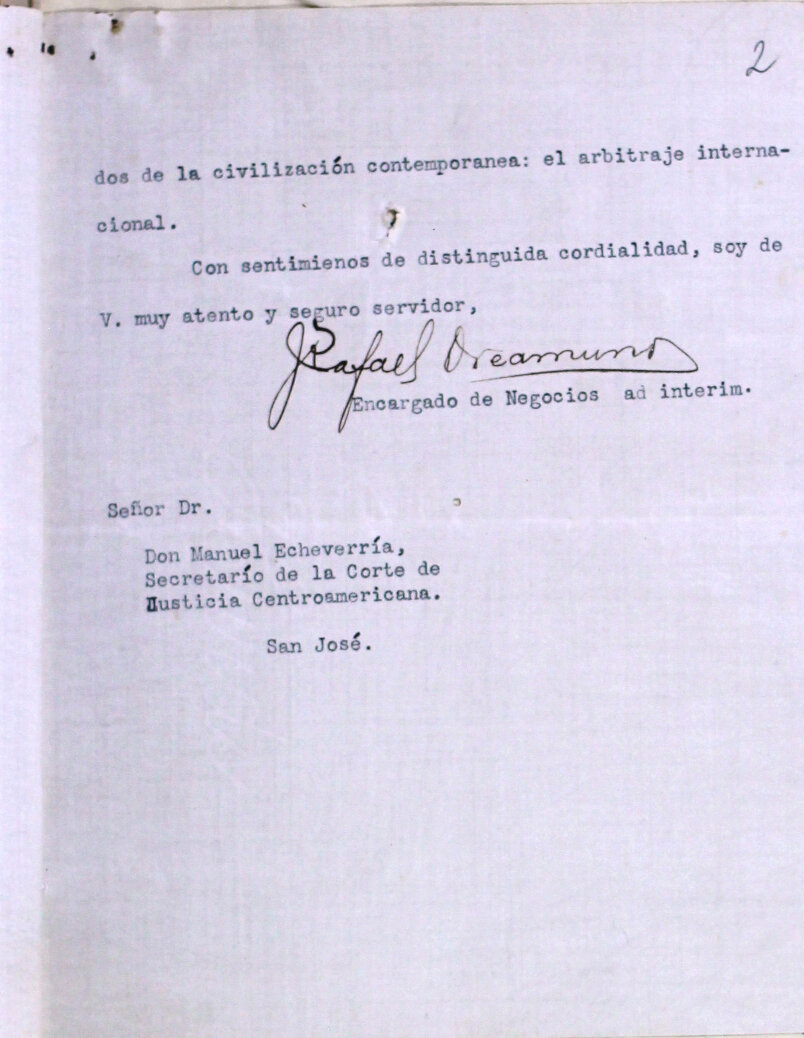 2
dos de la civilización contemporanea: el arbitraje interna-
cional.
Con sentimienos de distinguida cordialidad, soy de
V. muy atento y seguro servidor,
J Rafael Oreamuno
Encargado de Negocios ad interim.
Señor Dr.
Don Manuel Echeverría,
Secretarío de la Corte de
Justicia Centroamericana.
San José.